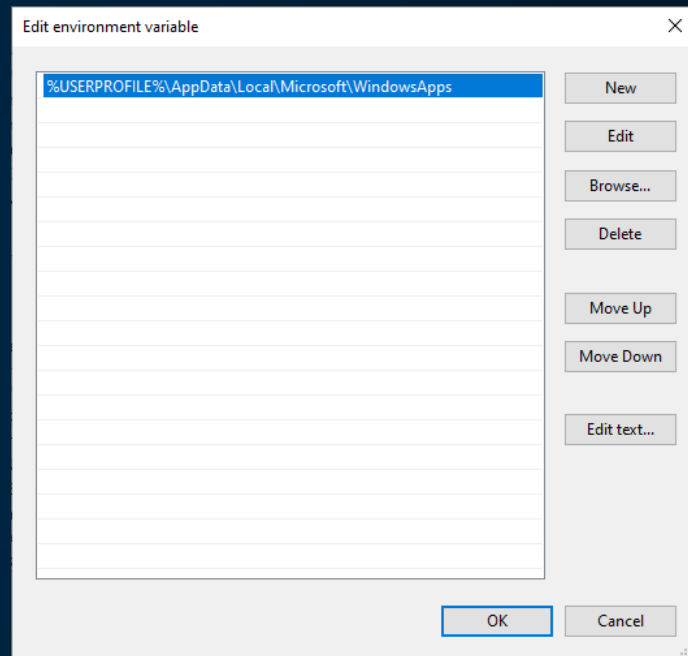 Edit environment variable
%USERPROFILE%\AppData\Local\Microsoft\WindowsApps
New
Edit
Browse...
Delete
Move Up
Move Down
Edit text...
OK
Cancel